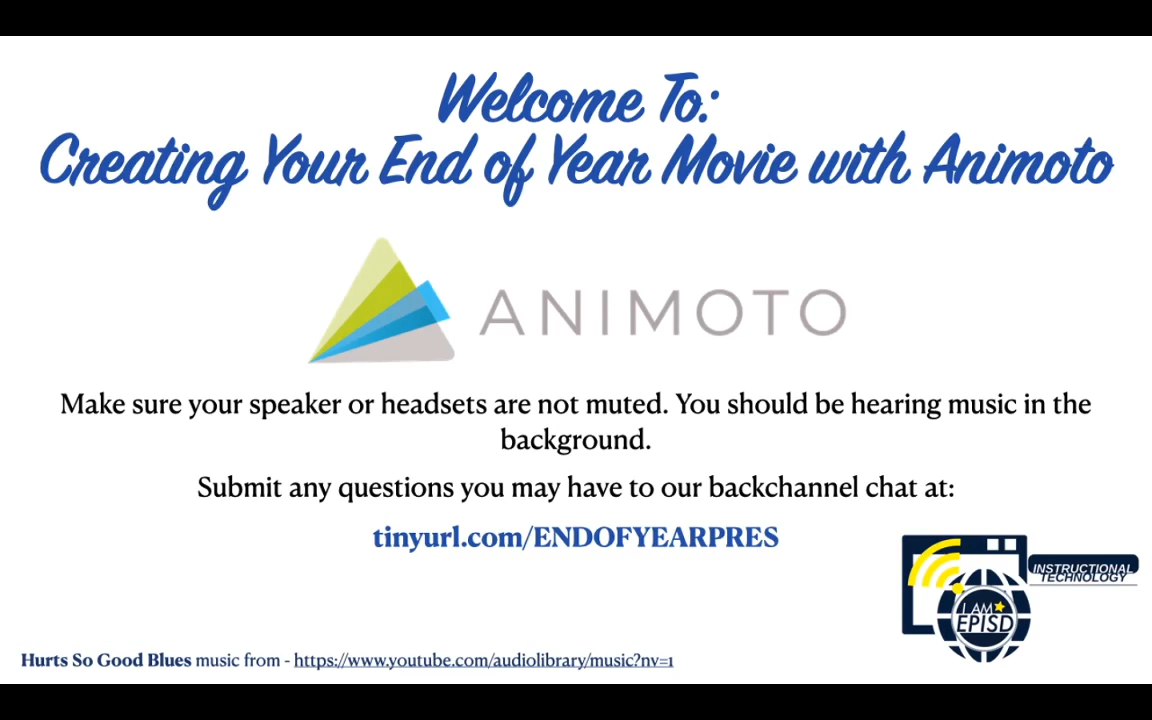 Welcome To:
Creating Your End of Year Movie with Animoto
ANIMOTO
Make sure your speaker or headsets are not muted. You should be hearing music in the
background.
Submit any questions you may have to our backchannel chat at:
tinyurl.com/ENDOFYEARPRES
INSTRUCTIONAL
TECHNOLOGY
I AM
EPISD
Hurts So Good Blues music from - https://www.youtube.com/audiolibrary/music?nv=1